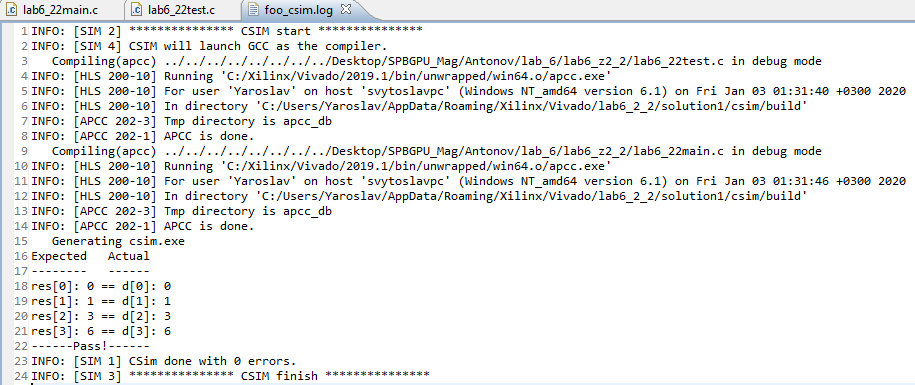 lab6_22main.c lab6_22test.c foo_csim.log
1 INFO: [SIM 2] *************** CSIM start ***************
2 INFO: [SIM 4] CSIM will launch GCC as the compiler.
3    Compiling(apcc) ../../../../../../../../Desktop/SPBGPU_Mag/Antonov/lab_6/lab6_z2_2/lab6_22test.c in debug mode
4 INFO: [HLS 200-10] Running 'C:/Xilinx/Vivado/2019.1/bin/unwrapped/win64.o/apcc.exe'
5 INFO: [HLS 200-10] For user 'Yaroslav' on host 'svytoslavpc' (Windows NT_amd64 version 6.1) on Fri Jan 03 01:31:40 +0300 2020
6 INFO: [HLS 200-10] In directory 'C:/Users/Yaroslav/AppData/Roaming/Xilinx/Vivado/lab6_2_2/solution1/csim/build'
7 INFO: [APCC 202-3] Tmp directory is apcc_db
8 INFO: [APCC 202-1] APCC is done.
9    Compiling(apcc) ../../../../../../../../Desktop/SPBGPU_Mag/Antonov/lab_6/lab6_z2_2/lab6_22main.c in debug mode
10 INFO: [HLS 200-10] Running 'C:/Xilinx/Vivado/2019.1/bin/unwrapped/win64.o/apcc.exe'
11 INFO: [HLS 200-10] For user 'Yaroslav' on host 'svytoslavpc' (Windows NT_amd64 version 6.1) on Fri Jan 03 01:31:46 +0300 2020
12 INFO: [HLS 200-10] In directory 'C:/Users/Yaroslav/AppData/Roaming/Xilinx/Vivado/lab6_2_2/solution1/csim/build'
13 INFO: [APCC 202-3] Tmp directory is apcc_db
14 INFO: [APCC 202-1] APCC is done.
15    Generating csim.exe
16 Expected   Actual
17 --------   ------
18 res[0]: 0 == d[0]: 0
19 res[1]: 1 == d[1]: 1
20 res[2]: 3 == d[2]: 3
21 res[3]: 6 == d[3]: 6
22 ------Pass!------
23 INFO: [SIM 1] CSim done with 0 errors.
24 INFO: [SIM 3] *************** CSIM finish ***************